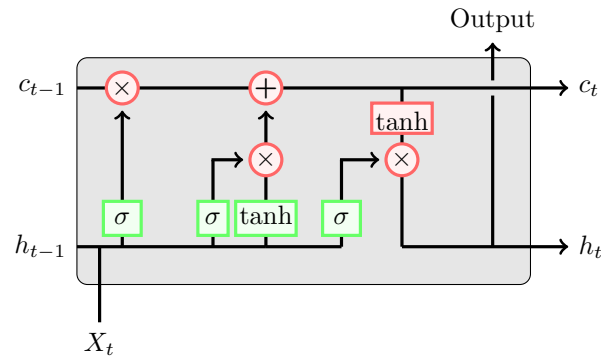 Output
$c_{t-1}$ × + $c_t$
tanh
× ×
σ σ tanh σ
$h_{t-1}$ $h_t$
$X_t$